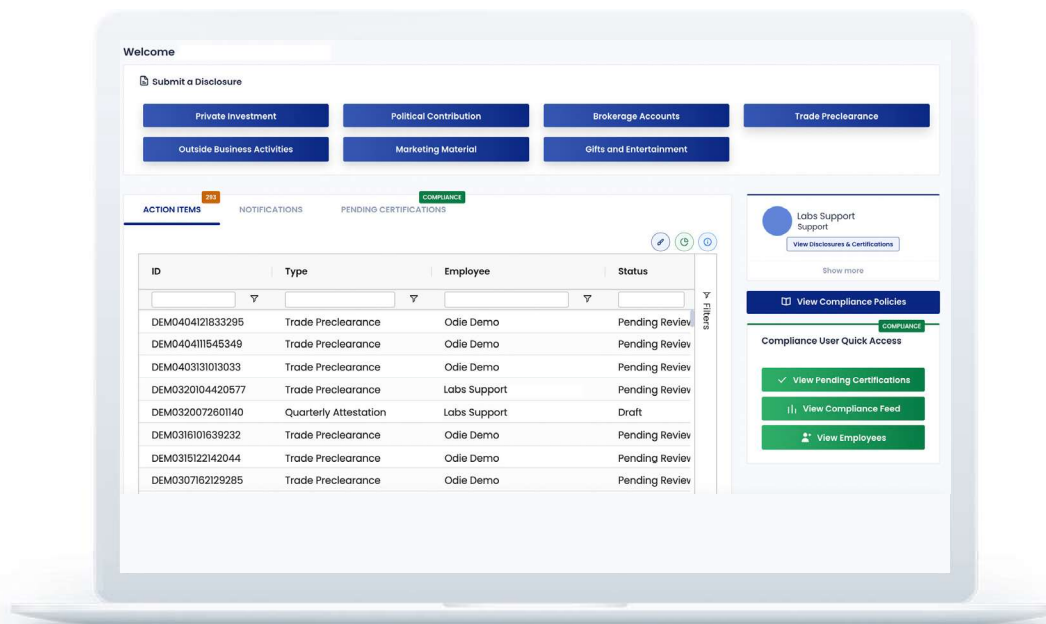 Welcome
Submit a Disclosure
Private Investment Political Contribution Brokerage Accounts Trade Preclearance
Outside Business Activities Marketing Material Gifts and Entertainment
293 COMPLIANCE
ACTION ITEMS NOTIFICATIONS PENDING CERTIFICATIONS
ID Type Employee Status
Filters
DEM0404121833295 Trade Preclearance Odie Demo Pending Review
DEM0404111545349 Trade Preclearance Odie Demo Pending Review
DEM0403131013033 Trade Preclearance Odie Demo Pending Review
DEM0320104420577 Trade Preclearance Labs Support Pending Review
DEM0320072601140 Quarterly Attestation Labs Support Draft
DEM0316101639232 Trade Preclearance Odie Demo Pending Review
DEM0315122142044 Trade Preclearance Odie Demo Pending Review
DEM0307162129285 Trade Preclearance Odie Demo Pending Review
Labs Support
Support
View Disclosures & Certifications
Show more
View Compliance Policies
COMPLIANCE
Compliance User Quick Access
View Pending Certifications
View Compliance Feed
View Employees